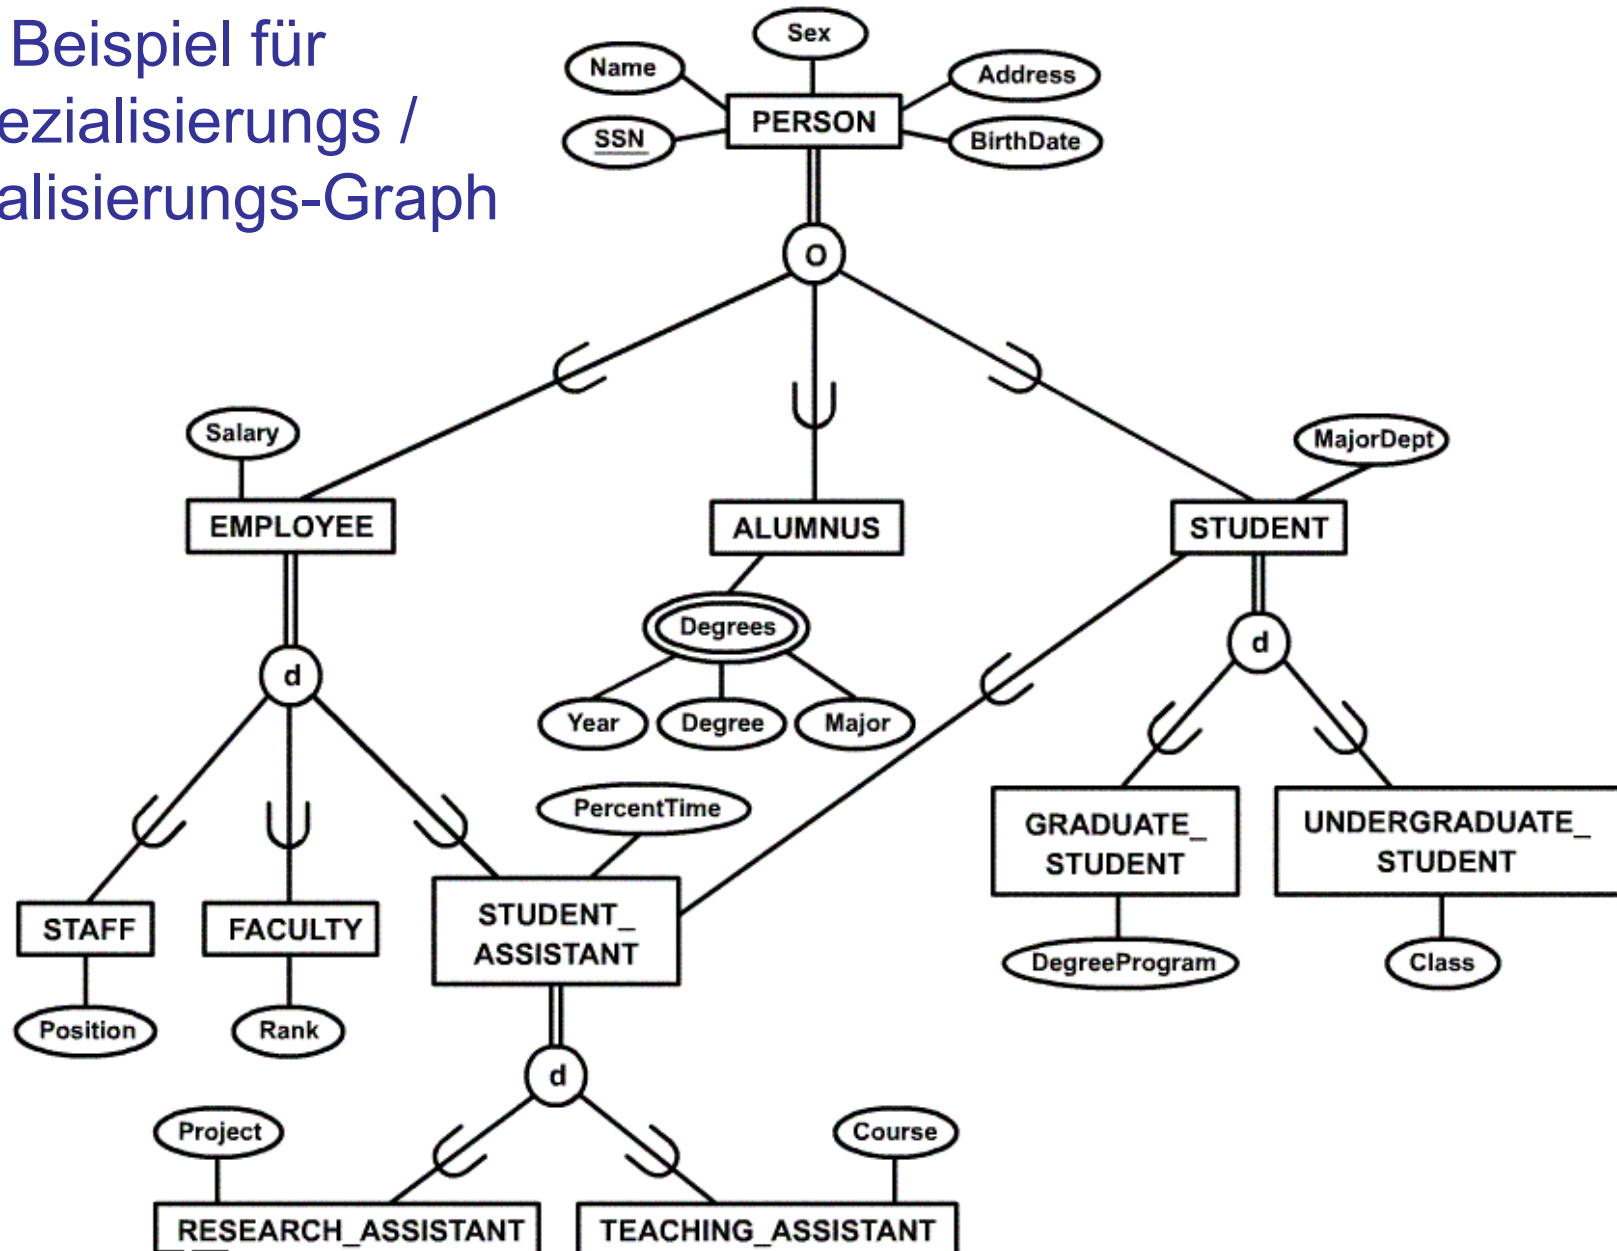 Beispiel für
ezialisierungs /
alisierungs-Graph
Sex
Name
Address
PERSON
SSN
BirthDate
O
Salary
MajorDept
EMPLOYEE
ALUMNUS
STUDENT
Degrees
d
d
Year
Degree
Major
PercentTime
GRADUATE_
STUDENT
UNDERGRADUATE_
STUDENT
STAFF
FACULTY
STUDENT_
ASSISTANT
DegreeProgram
Class
Position
Rank
d
Project
Course
RESEARCH_ASSISTANT
TEACHING_ASSISTANT